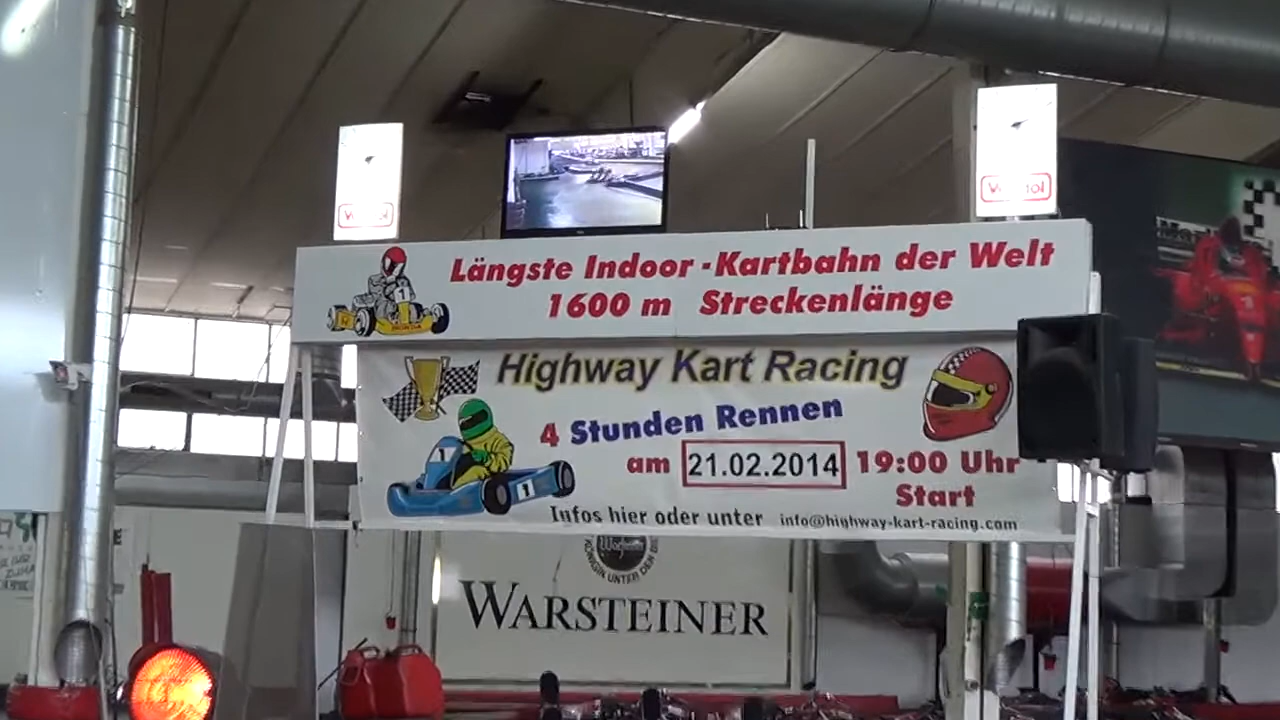 Längste Indoor-Kartbahn der Welt
1600 m Streckenlänge
Highway Kart Racing
4 Stunden Rennen
am 21.02.2014 19:00 Uhr
Start
Infos hier oder unter info@highway-kart-racing.com
WARSTEINER